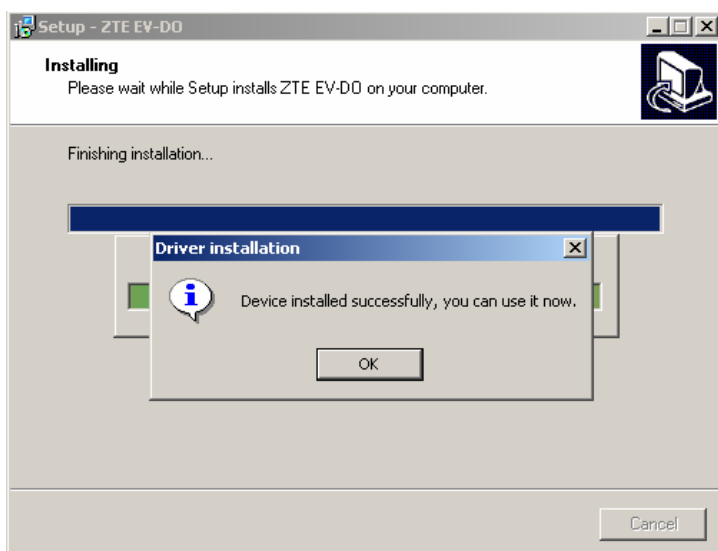 Setup - ZTE EV-DO
Installing
Please wait while Setup installs ZTE EV-DO on your computer.
Finishing installation...
Driver installation
Device installed successfully, you can use it now.
OK
Cancel